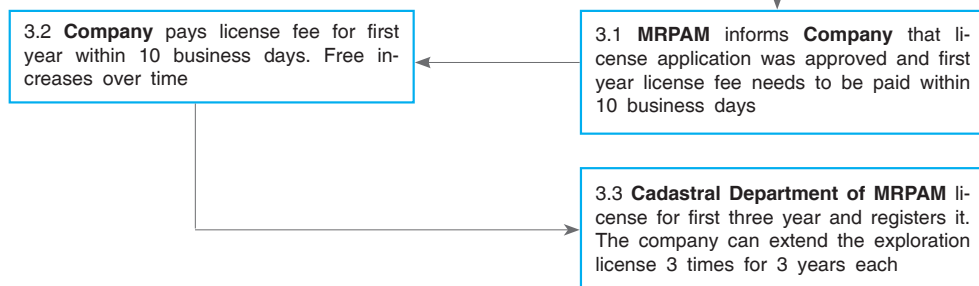 3.2 Company pays license fee for first
year within 10 business days. Free in-
creases over time
3.1 MRPAM informs Company that li-
cense application was approved and first
year license fee needs to be paid within
10 business days
3.3 Cadastral Department of MRPAM li-
cense for first three year and registers it.
The company can extend the exploration
license 3 times for 3 years each